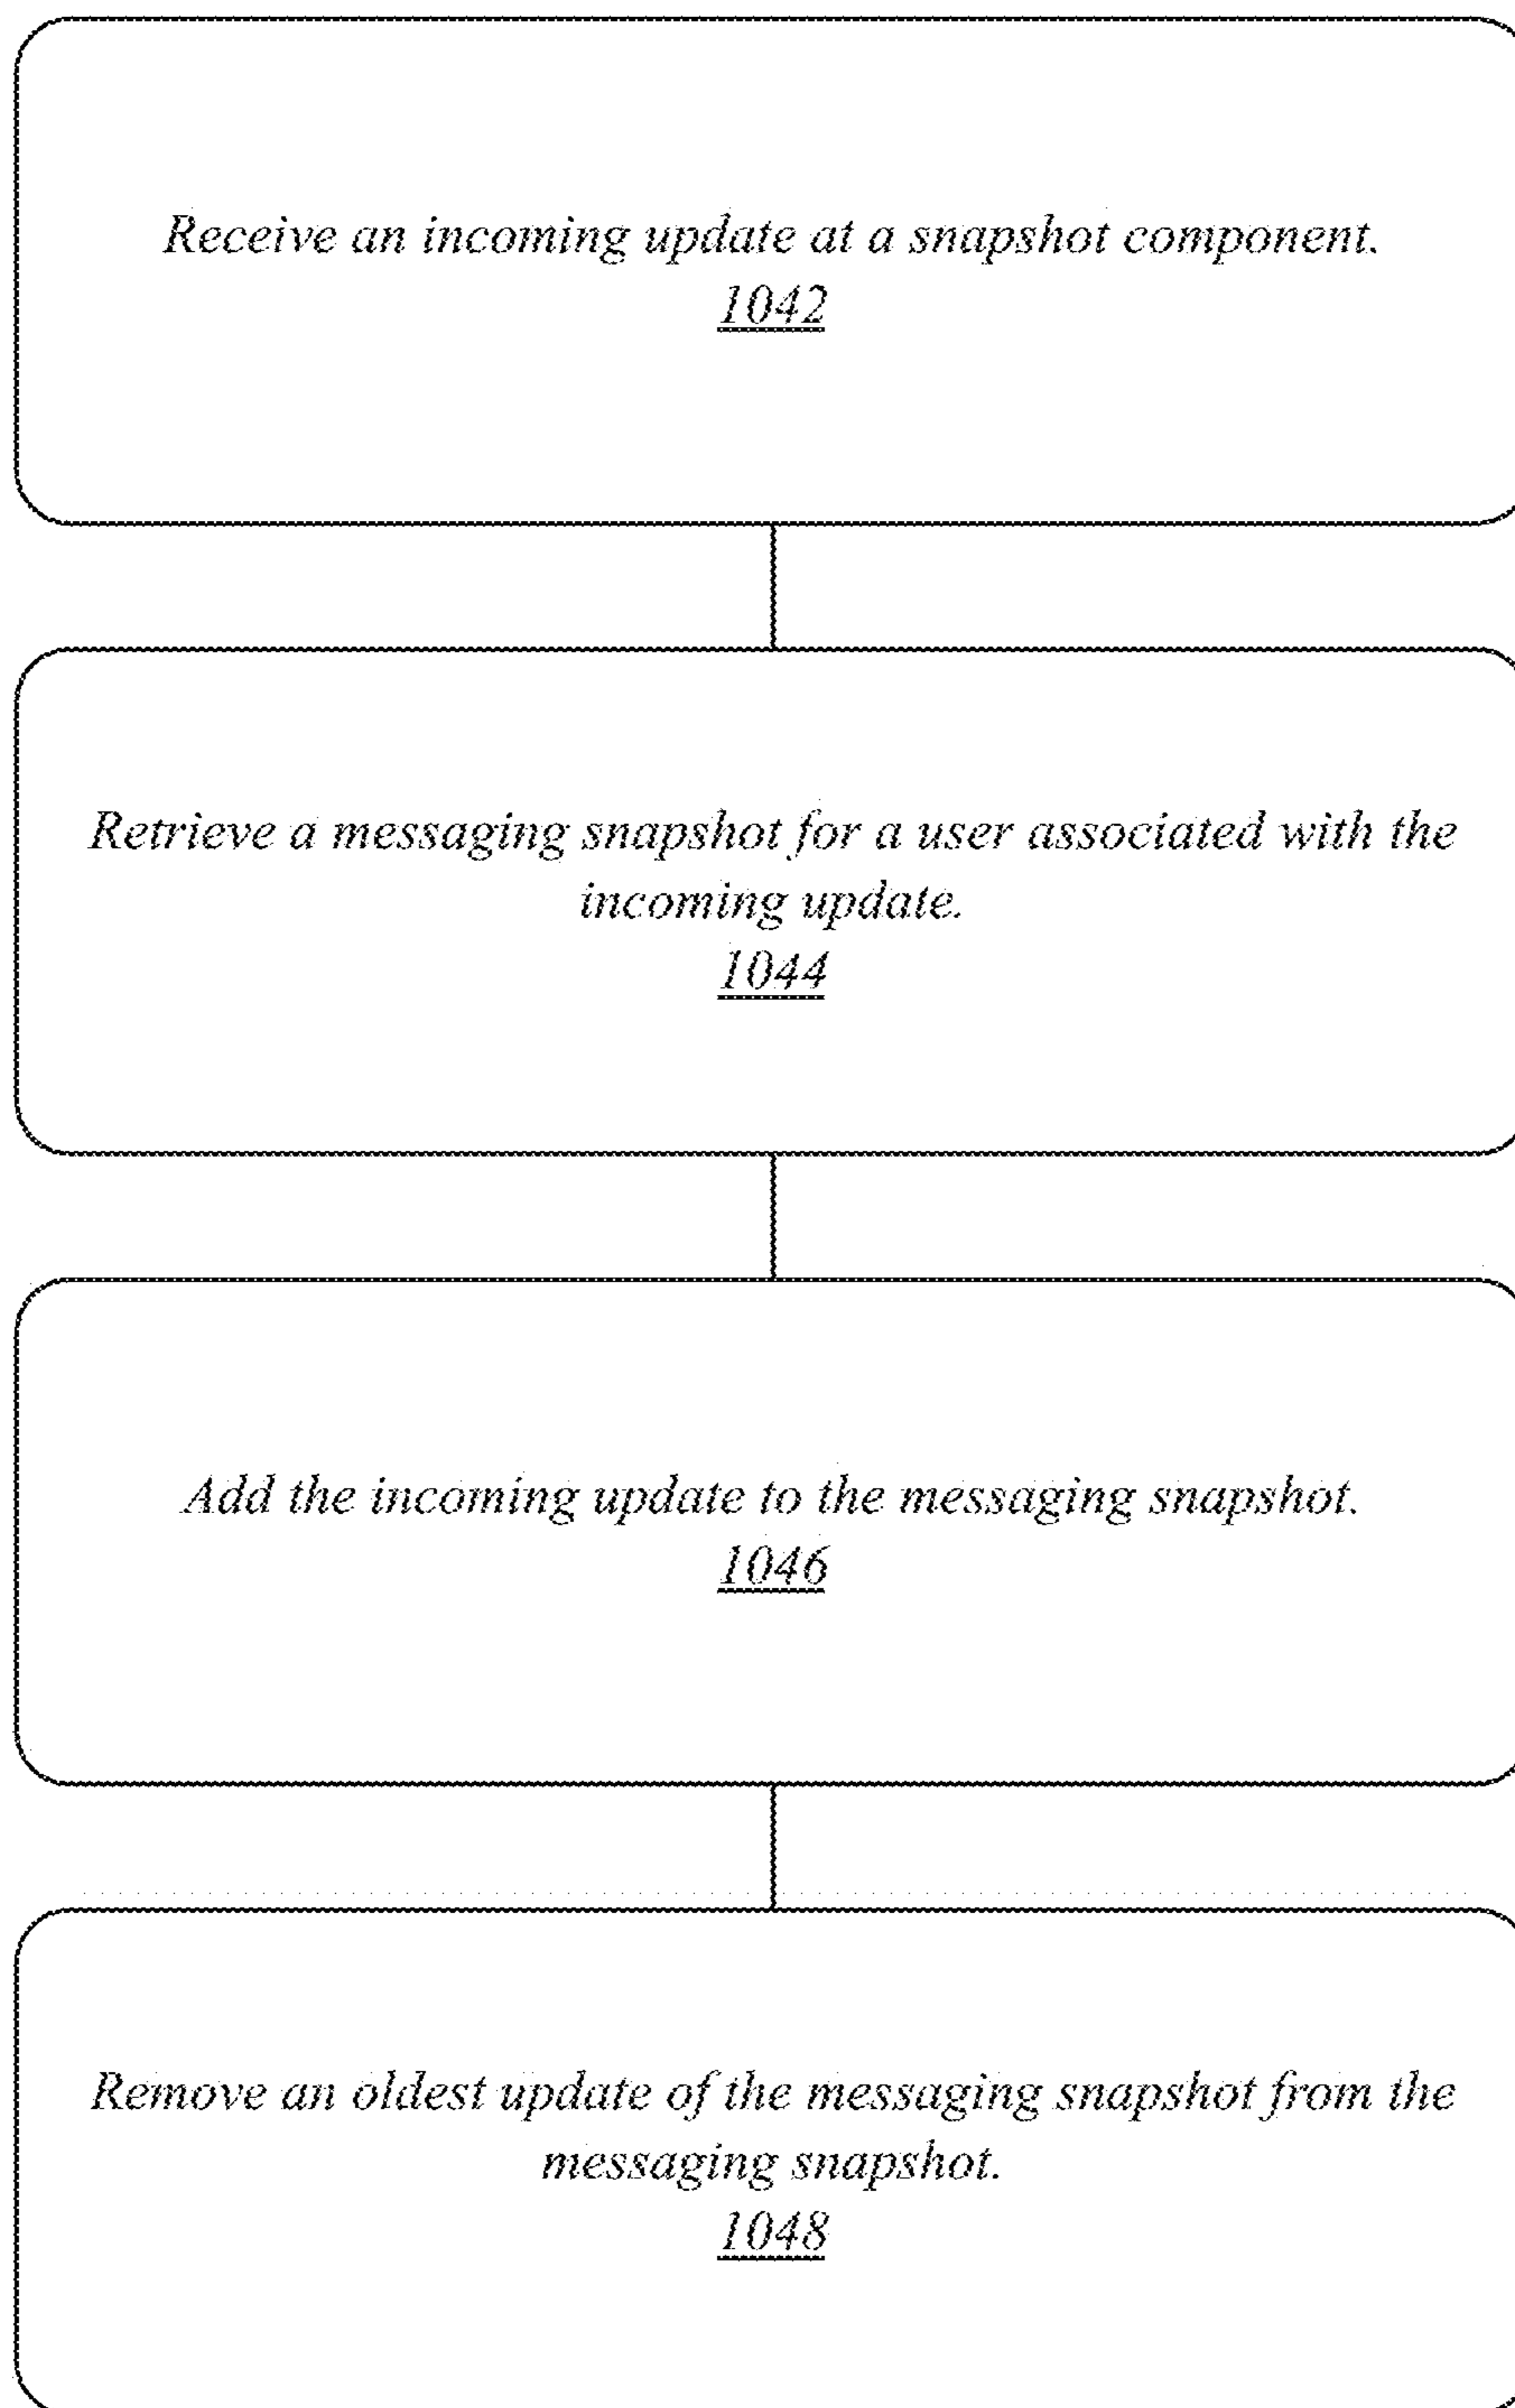 Receive an incoming update at a snapshot component.
1042
Retrieve a messaging snapshot for a user associated with the
incoming update.
1044
Add the incoming update to the messaging snapshot.
1046
Remove an oldest update of the messaging snapshot from the
messaging snapshot.
1048